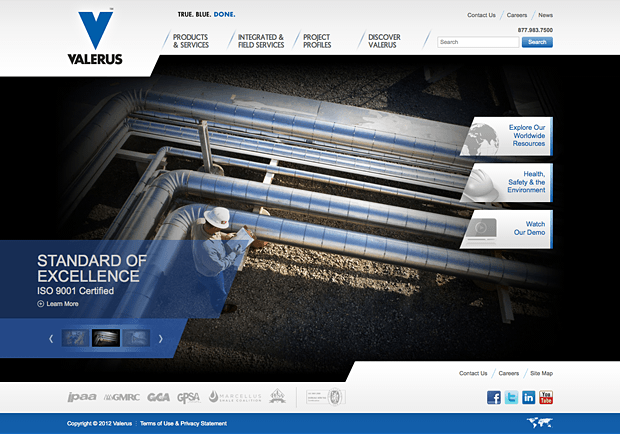 TRUE. BLUE. DONE.
Contact Us
Careers
News
VALERUS
PRODUCTS
& SERVICES
INTEGRATED &
FIELD SERVICES
PROJECT
PROFILES
DISCOVER
VALERUS
877.983.7500
Search
Search
Explore Our
Worldwide
Resources
Health,
Safety & the
Environment
Watch
Our Demo
STANDARD OF
EXCELLENCE
ISO 9001 Certified
Learn More
Contact Us
Careers
Site Map
ipaa
GMRC
GCA
GPSA
MARCELLUS
SHALE COALITION
You
Tube
Copyright © 2012 Valerus
Terms of Use & Privacy Statement